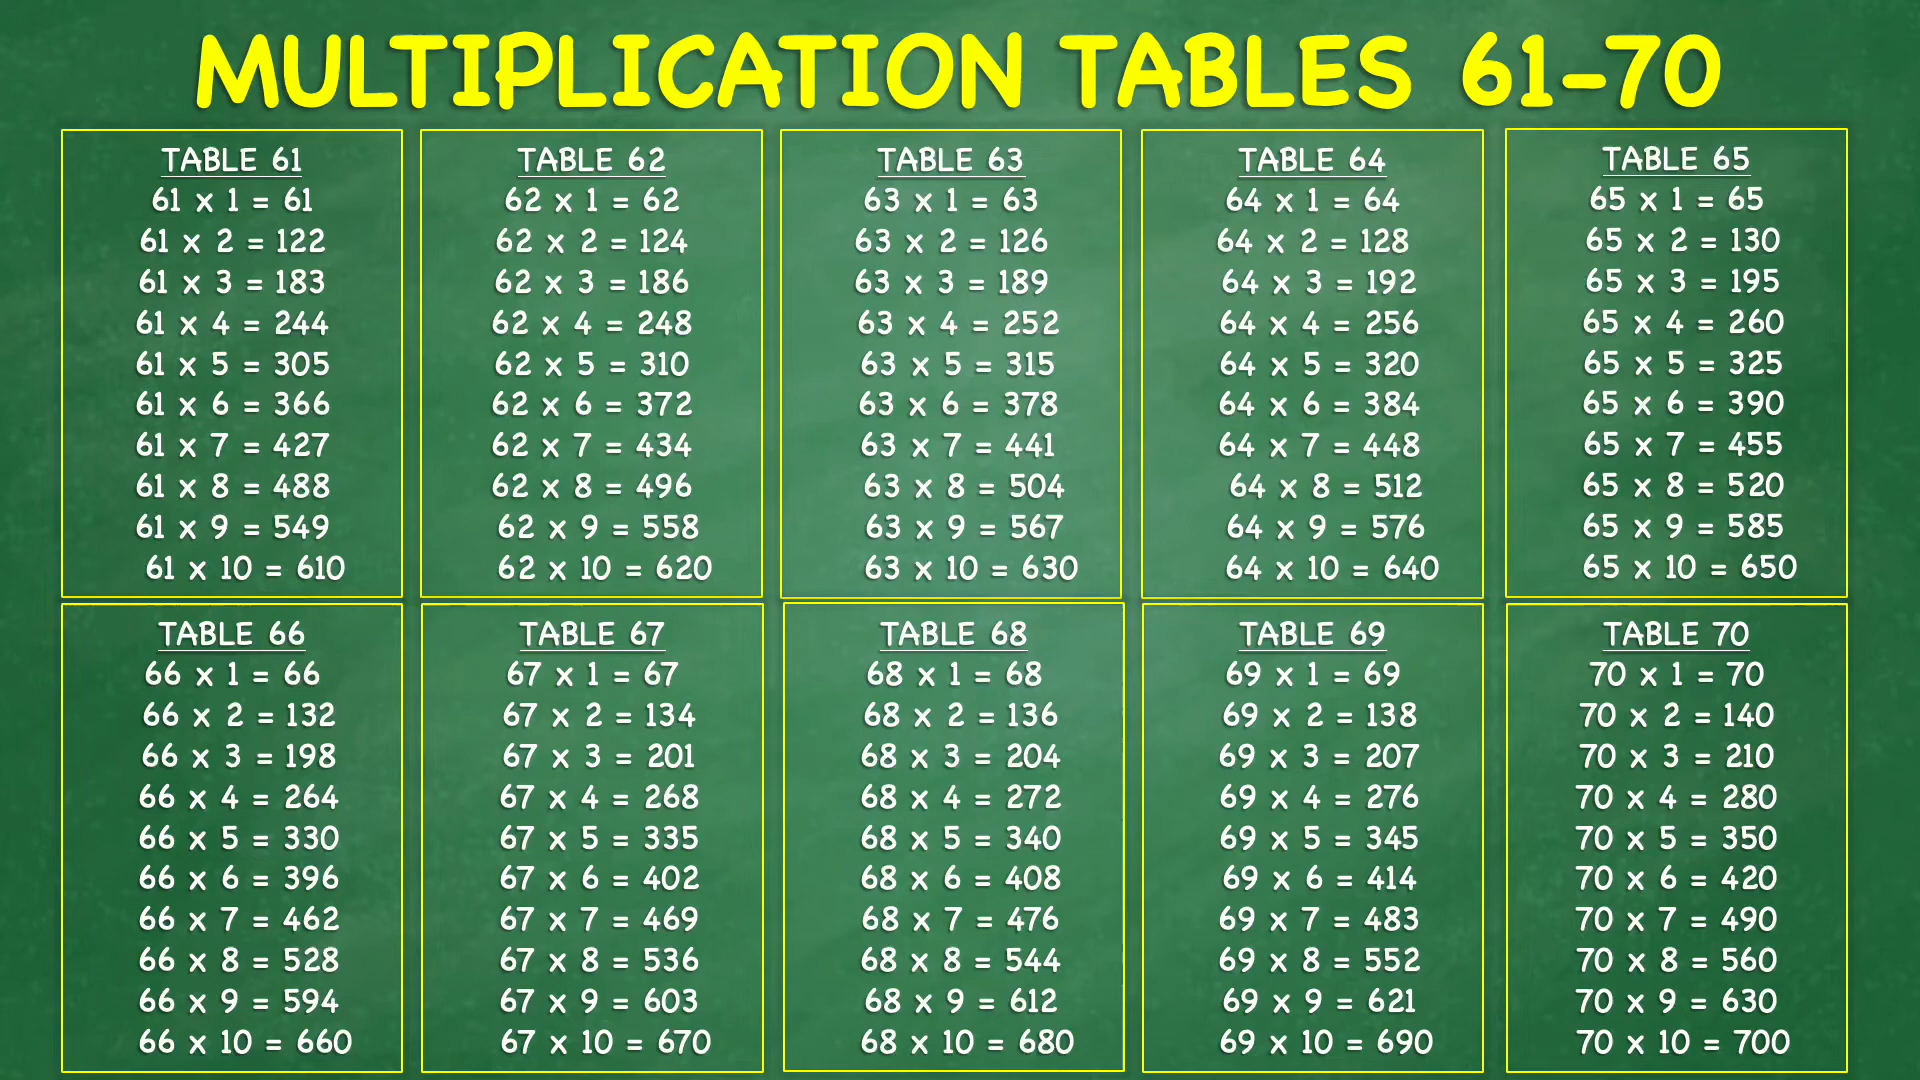 MULTIPLICATION TABLES 61-70
TABLE 61
61 x 1 = 61
61 x 2 = 122
61 x 3 = 183
61 x 4 = 244
61 x 5 = 305
61 x 6 = 366
61 x 7 = 427
61 x 8 = 488
61 x 9 = 549
61 x 10 = 610
TABLE 62
62 x 1 = 62
62 x 2 = 124
62 x 3 = 186
62 x 4 = 248
62 x 5 = 310
62 x 6 = 372
62 x 7 = 434
62 x 8 = 496
62 x 9 = 558
62 x 10 = 620
TABLE 63
63 x 1 = 63
63 x 2 = 126
63 x 3 = 189
63 x 4 = 252
63 x 5 = 315
63 x 6 = 378
63 x 7 = 441
63 x 8 = 504
63 x 9 = 567
63 x 10 = 630
TABLE 64
64 x 1 = 64
64 x 2 = 128
64 x 3 = 192
64 x 4 = 256
64 x 5 = 320
64 x 6 = 384
64 x 7 = 448
64 x 8 = 512
64 x 9 = 576
64 x 10 = 640
TABLE 65
65 x 1 = 65
65 x 2 = 130
65 x 3 = 195
65 x 4 = 260
65 x 5 = 325
65 x 6 = 390
65 x 7 = 455
65 x 8 = 520
65 x 9 = 585
65 x 10 = 650
TABLE 66
66 x 1 = 66
66 x 2 = 132
66 x 3 = 198
66 x 4 = 264
66 x 5 = 330
66 x 6 = 396
66 x 7 = 462
66 x 8 = 528
66 x 9 = 594
66 x 10 = 660
TABLE 67
67 x 1 = 67
67 x 2 = 134
67 x 3 = 201
67 x 4 = 268
67 x 5 = 335
67 x 6 = 402
67 x 7 = 469
67 x 8 = 536
67 x 9 = 603
67 x 10 = 670
TABLE 68
68 x 1 = 68
68 x 2 = 136
68 x 3 = 204
68 x 4 = 272
68 x 5 = 340
68 x 6 = 408
68 x 7 = 476
68 x 8 = 544
68 x 9 = 612
68 x 10 = 680
TABLE 69
69 x 1 = 69
69 x 2 = 138
69 x 3 = 207
69 x 4 = 276
69 x 5 = 345
69 x 6 = 414
69 x 7 = 483
69 x 8 = 552
69 x 9 = 621
69 x 10 = 690
TABLE 70
70 x 1 = 70
70 x 2 = 140
70 x 3 = 210
70 x 4 = 280
70 x 5 = 350
70 x 6 = 420
70 x 7 = 490
70 x 8 = 560
70 x 9 = 630
70 x 10 = 700